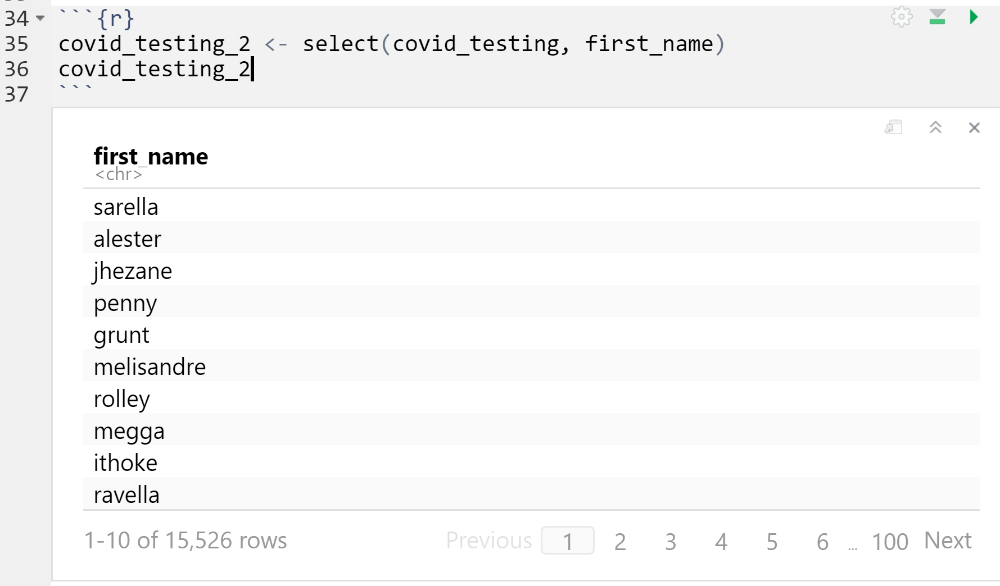 34 ```{r}
35 covid_testing_2 <- select(covid_testing, first_name)
36 covid_testing_2
37 ```
first_name
<chr>
sarella
alester
jhezane
penny
grunt
melisandre
rolley
megga
ithoke
ravella
1-10 of 15,526 rows Previous 1 2 3 4 5 6 ... 100 Next